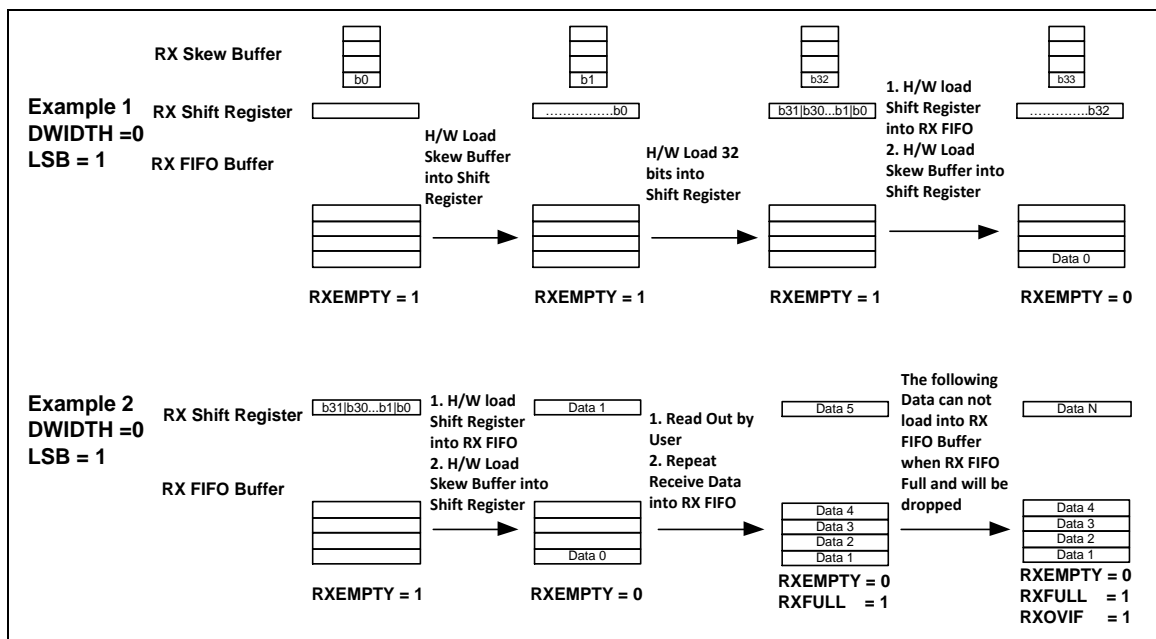 RX Skew Buffer
b0
b1
b32
b33
Example 1
DWIDTH =0
LSB = 1
RX Shift Register
................b0
b31|b30...b1|b0
..............b32
RX FIFO Buffer
H/W Load
Skew Buffer
into Shift
Register
H/W Load 32
bits into
Shift Register
1. H/W load
Shift Register
into RX FIFO
2. H/W Load
Skew Buffer into
Shift Register
Data 0
RXEMPTY = 1
RXEMPTY = 1
RXEMPTY = 1
RXEMPTY = 0
Example 2
DWIDTH =0
LSB = 1
RX Shift Register
b31|b30...b1|b0
1. H/W load
Shift Register
into RX FIFO
2. H/W Load
Skew Buffer into
Shift Register
Data 1
1. Read Out by
User
2. Repeat
Receive Data
into RX FIFO
Data 5
The following
Data can not
load into RX
FIFO Buffer
when RX FIFO
Full and will be
dropped
Data N
RX FIFO Buffer
Data 0
Data 4
Data 3
Data 2
Data 1
Data 4
Data 3
Data 2
Data 1
RXEMPTY = 1
RXEMPTY = 0
RXEMPTY = 0
RXFULL = 1
RXEMPTY = 0
RXFULL = 1
RXOVIF = 1